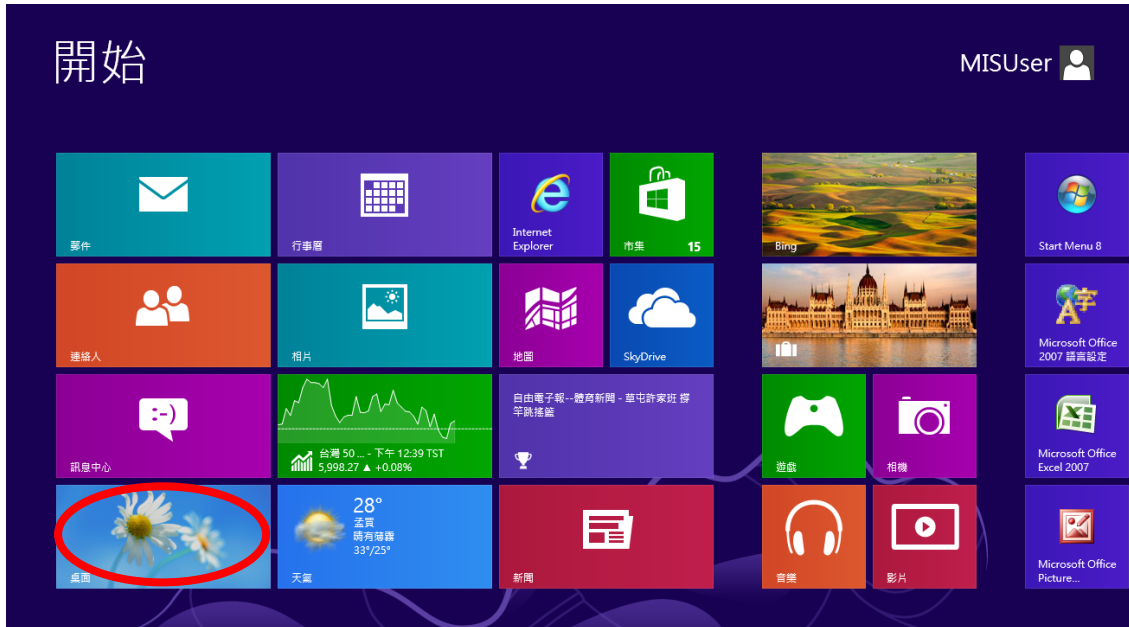 開始
MISUser
郵件
行事曆
Internet
Explorer
市集
15
Bing
Start Menu 8
連絡人
相片
地圖
SkyDrive
字
A
Microsoft Office
2007 語言設定
:-)
訊息中心
台灣 50 ... - 下午 12:39 TST
5,998.27 ▲ +0.08%
自由電子報--體育新聞 - 草屯許家班 撐
竿跳搖籃
遊戲
相機
Microsoft Office
Excel 2007
桌面
28°
孟買
晴有薄霧
33°/25°
天氣
新聞
音樂
影片
Microsoft Office
Picture...